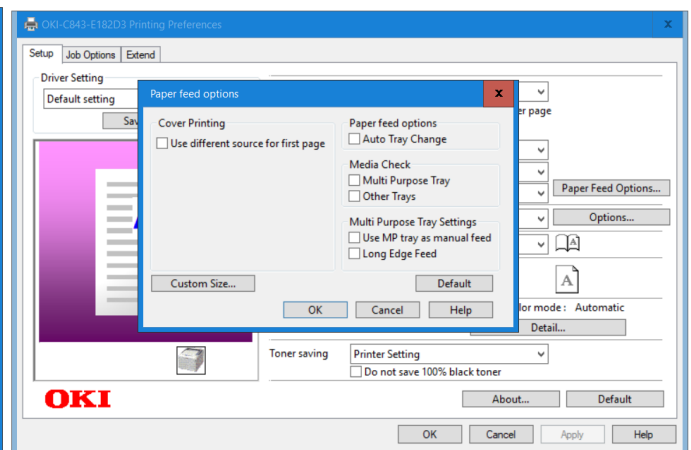 OKI-C843-E182D3 Printing Preferences
x
Setup Job Options Extend
Driver Setting
Default setting
Paper feed options
x
er page
Cover Printing
Use different source for first page
Paper feed options
Auto Tray Change
Media Check
Multi Purpose Tray
Other Trays
Multi Purpose Tray Settings
Use MP tray as manual feed
Long Edge Feed
Custom Size...
Default
OK
Cancel
Help
Paper Feed Options...
Options...
A
A
mode : Automatic
Detail...
Toner saving
Printer Setting
Do not save 100% black toner
OKI
About...
Default
OK
Cancel
Apply
Help